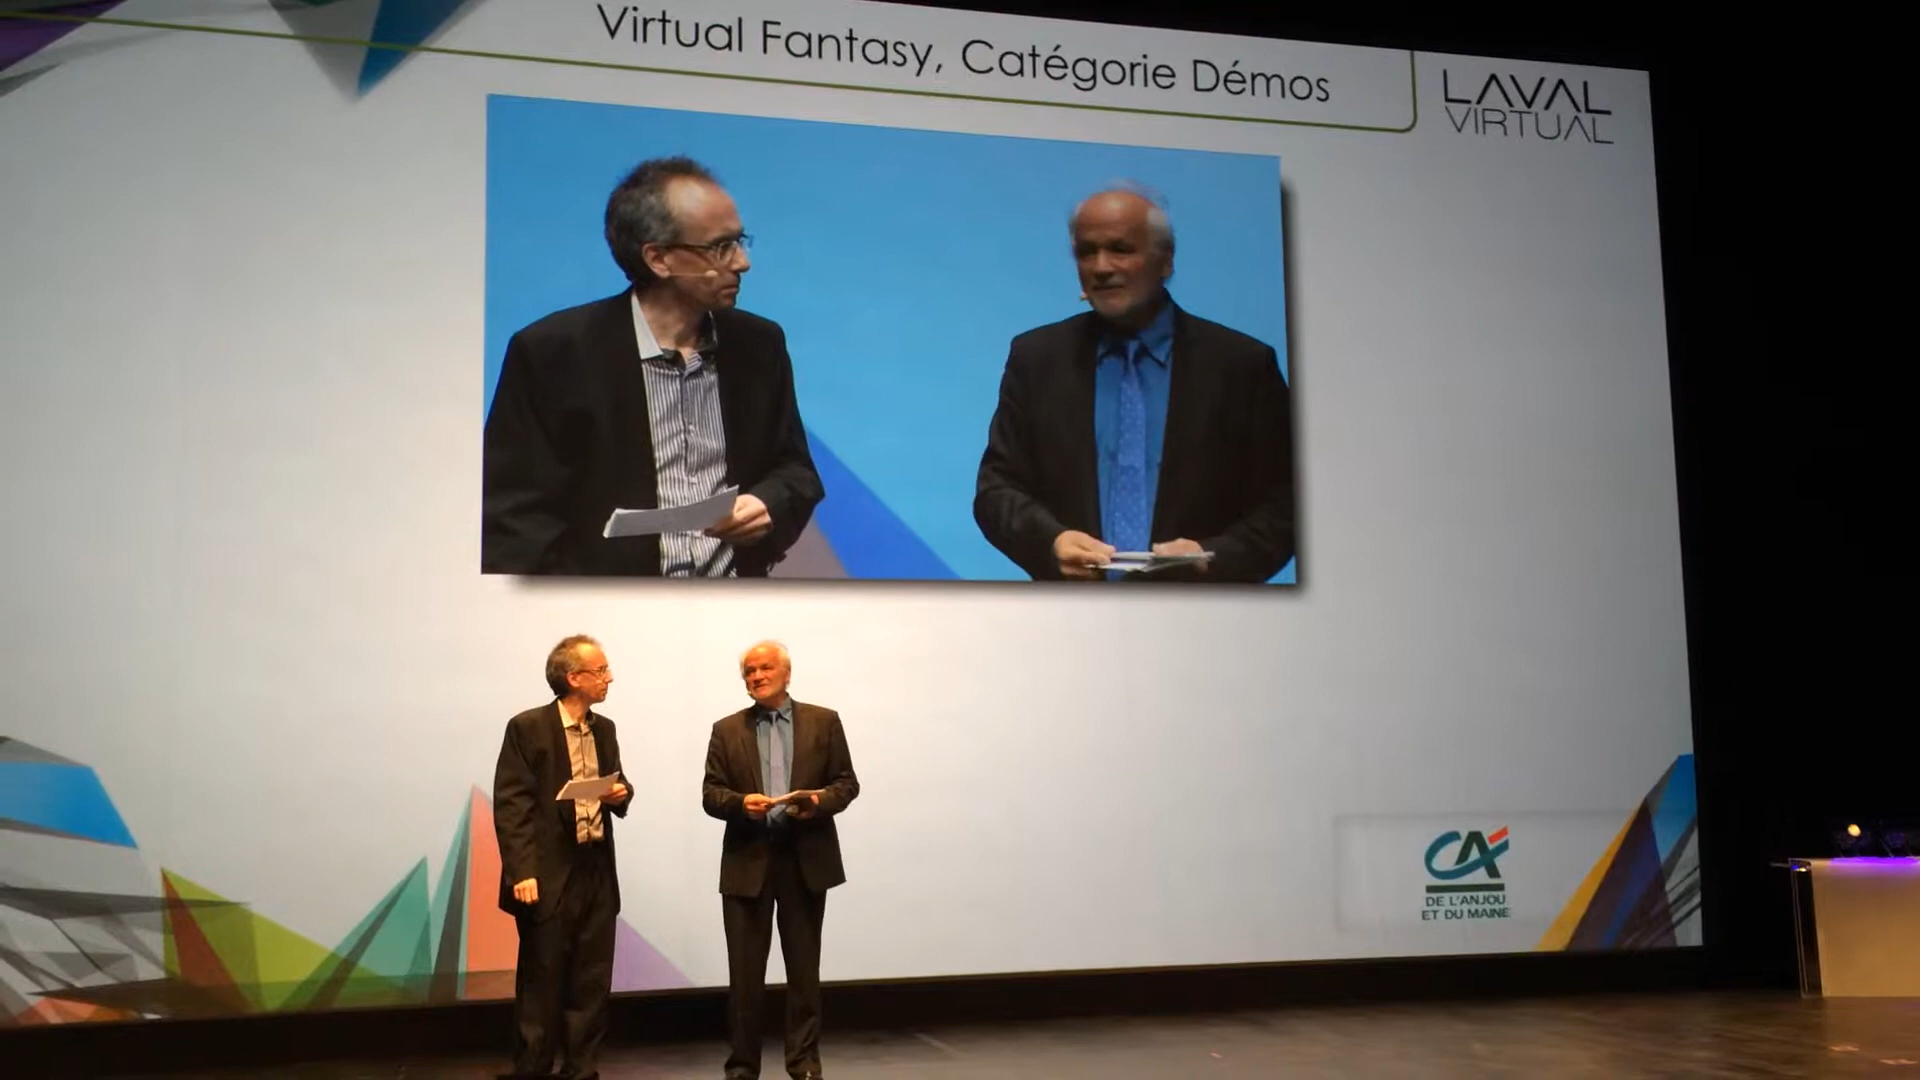 Virtual Fantasy, Catégorie Démos
LAVAL
VIRTUAL
CA
DE L'ANJOU
ET DU MAINE